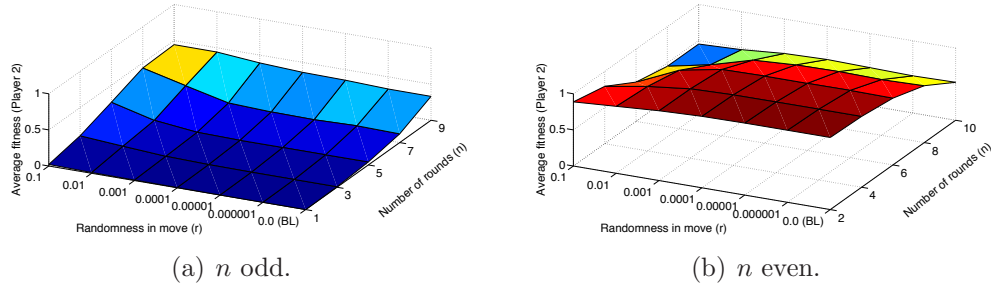 Average fitness (Player 2)
1
0.5
0
0.1
0.01
0.001
0.0001
0.00001
0.000001
0.0 (BL)
Randomness in move (r)
1
3
5
7
9
Number of rounds (n)
(a) n odd.
Average fitness (Player 2)
1
0.5
0
0.1
0.01
0.001
0.0001
0.00001
0.000001
0.0 (BL)
Randomness in move (r)
2
4
6
8
10
Number of rounds (n)
(b) n even.